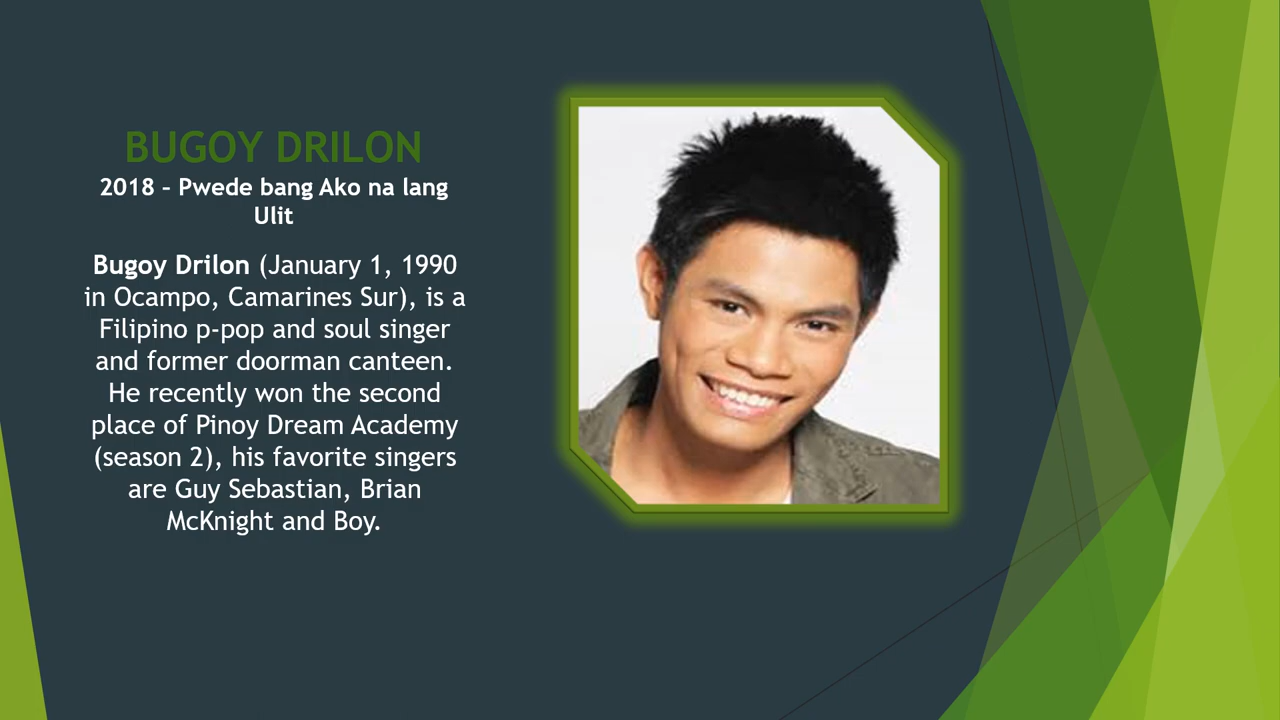 BUGOY DRILON
2018 – Pwede bang Ako na lang
Ulit
Bugoy Drilon (January 1, 1990
in Ocampo, Camarines Sur), is a
Filipino p-pop and soul singer
and former doorman canteen.
He recently won the second
place of Pinoy Dream Academy
(season 2), his favorite singers
are Guy Sebastian, Brian
McKnight and Boy.